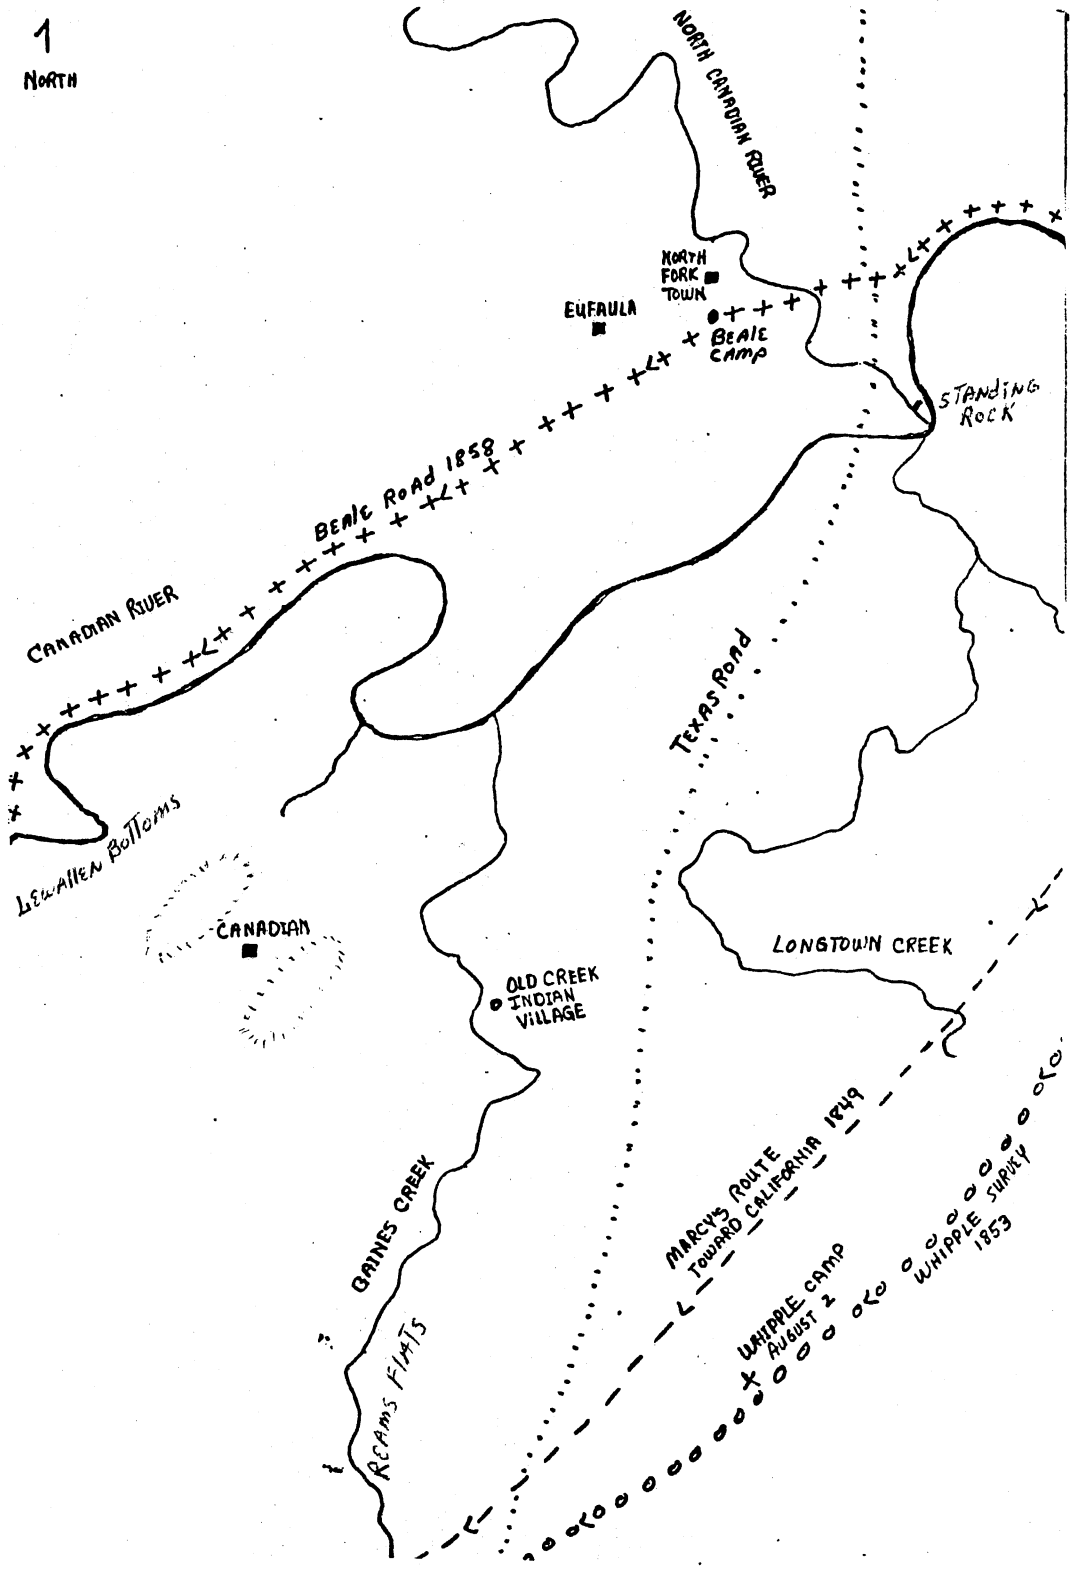 1
NORTH
NORTH CANADIAN RIVER
NORTH
FORK
TOWN
EUFAULA
BEALE
CAMP
STANDING
ROCK
BEALE ROAD 1858
CANADIAN RIVER
TEXAS ROAD
LEWALLEN BOTTOMS
CANADIAN
LONGTOWN CREEK
OLD CREEK
INDIAN
VILLAGE
GAINES CREEK
MARCY'S ROUTE
TOWARD CALIFORNIA 1849
WHIPPLE SURVEY
1853
WHIPPLE CAMP
AUGUST 2
REAMS FLATS